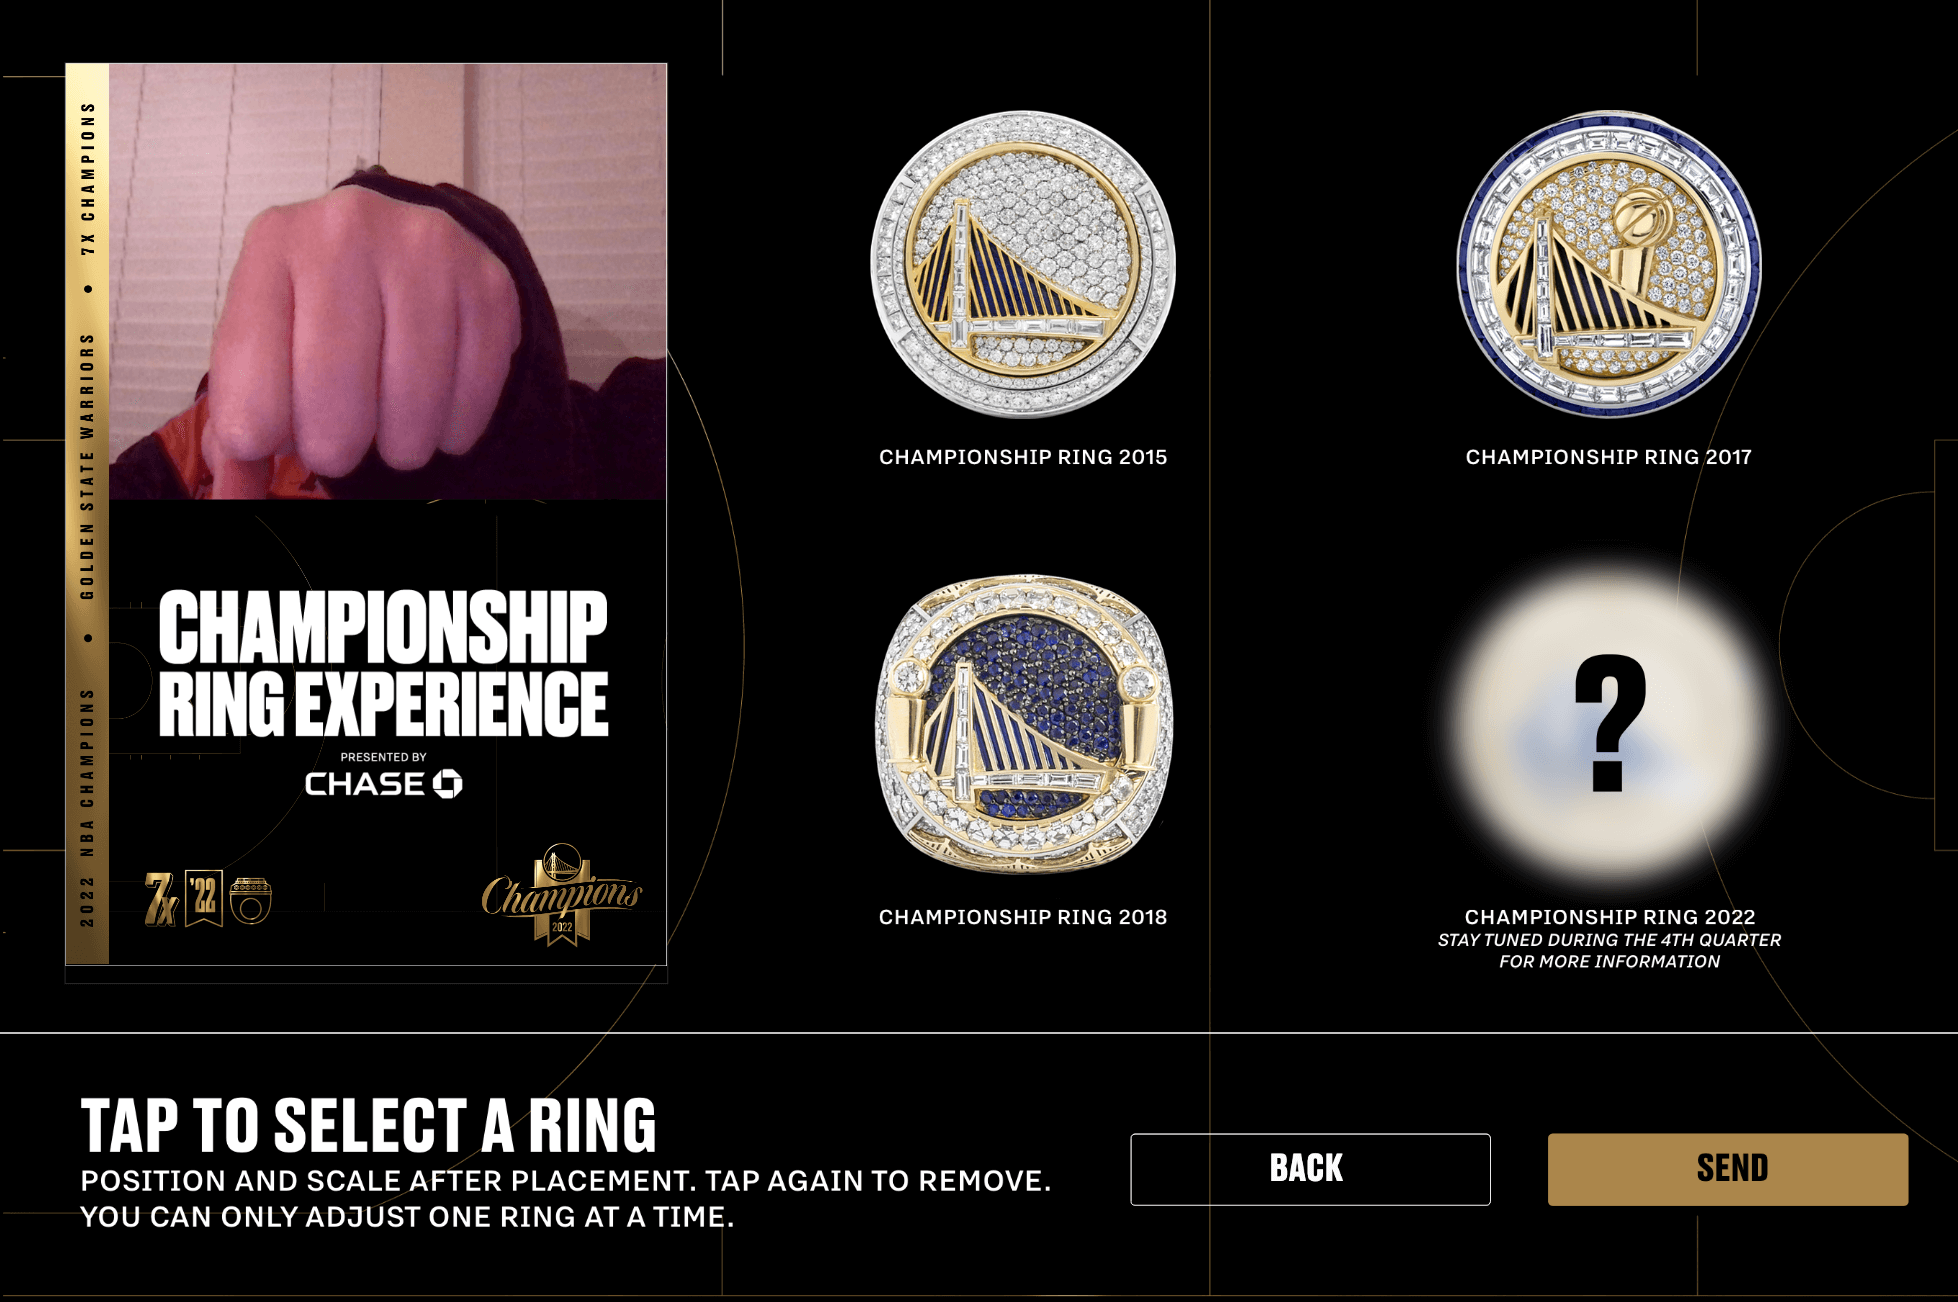 2022 NBA CHAMPIONS • GOLDEN STATE WARRIORS • 7X CHAMPIONS
CHAMPIONSHIP
RING EXPERIENCE
PRESENTED BY
CHASE
7x
'22
Champions
2022
CHAMPIONSHIP RING 2015
CHAMPIONSHIP RING 2017
CHAMPIONSHIP RING 2018
?
CHAMPIONSHIP RING 2022
STAY TUNED DURING THE 4TH QUARTER
FOR MORE INFORMATION
TAP TO SELECT A RING
POSITION AND SCALE AFTER PLACEMENT. TAP AGAIN TO REMOVE.
YOU CAN ONLY ADJUST ONE RING AT A TIME.
BACK
SEND